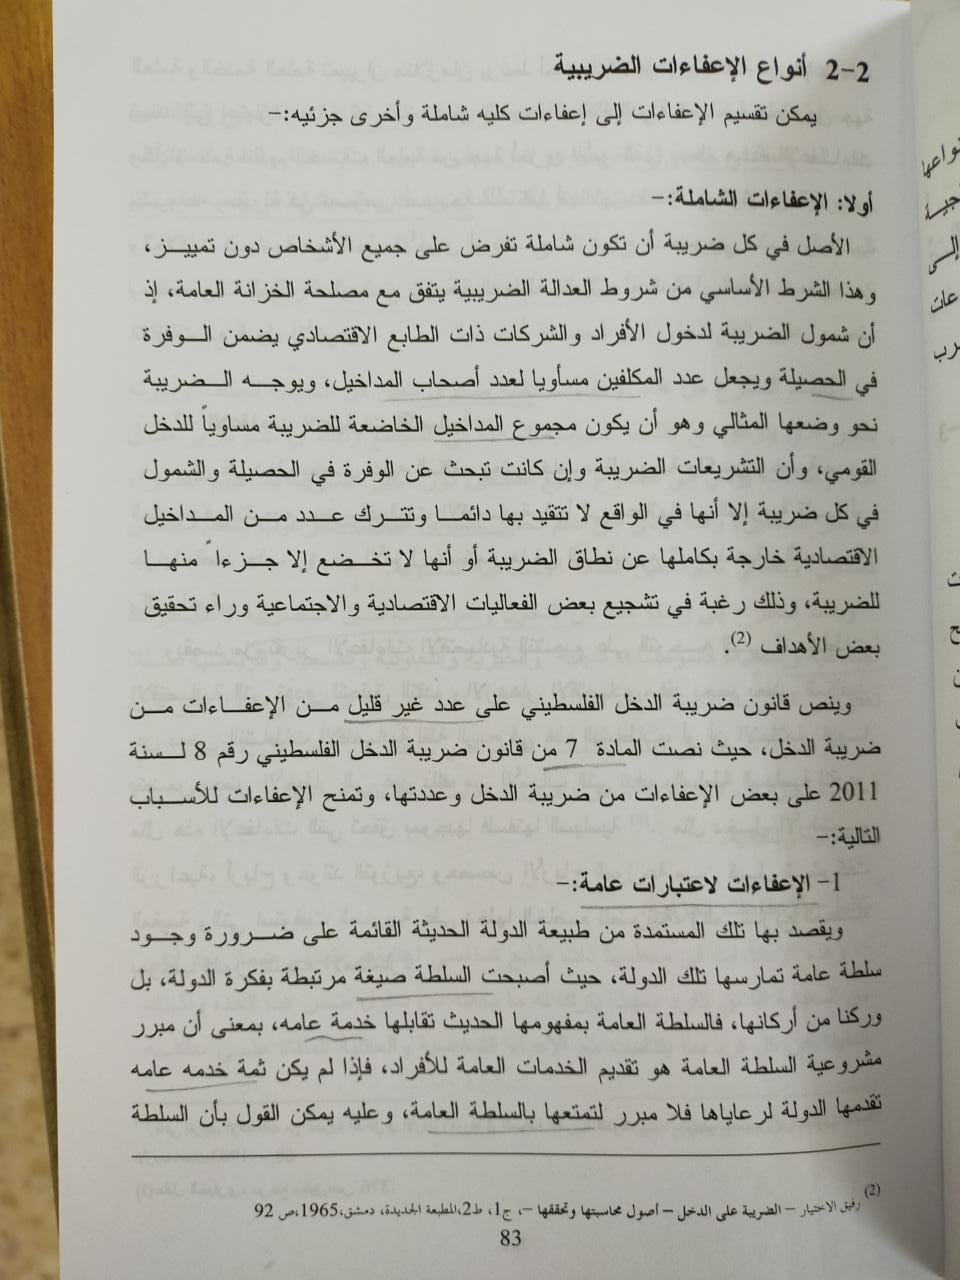 2-2 أنواع الإعفاءات الضريبية
يمكن تقسيم الإعفاءات إلى إعفاءات كليه شاملة وأخرى جزئيه:-
أولا: الإعفاءات الشاملة:-
الأصل في كل ضريبة أن تكون شاملة تفرض على جميع الأشخاص دون تمييز،
وهذا الشرط الأساسي من شروط العدالة الضريبية يتفق مع مصلحة الخزانة العامة، إذ
أن شمول الضريبة لدخول الأفراد والشركات ذات الطابع الاقتصادي يضمن الوفرة
في الحصيلة ويجعل عدد المكلفين مسأويا لعدد أصحاب المداخيل، ويوجه الضريبة
نحو وضعها المثالي وهو أن يكون مجموع المداخيل الخاضعة للضريبة مساوياً للدخل
القومي، وأن التشريعات الضريبة وإن كانت تبحث عن الوفرة في الحصيلة والشمول
في كل ضريبة إلا أنها في الواقع لا تتقيد بها دائما وتترك عدد من المداخيل
الاقتصادية خارجة بكاملها عن نطاق الضريبة أو أنها لا تخضع إلا جزءاً منها
للضريبة، وذلك رغبة في تشجيع بعض الفعاليات الاقتصادية والاجتماعية وراء تحقيق
بعض الأهداف (2).
وينص قانون ضريبة الدخل الفلسطيني على عدد غير قليل من الإعفاءات من
ضريبة الدخل، حيث نصت المادة 7 من قانون ضريبة الدخل الفلسطيني رقم 8 لسنة
2011 على بعض الإعفاءات من ضريبة الدخل وعددتها، وتمنح الإعفاءات للأسباب
التالية:-
1- الإعفاءات لاعتبارات عامة:-
ويقصد بها تلك المستمدة من طبيعة الدولة الحديثة القائمة على ضرورة وجود
سلطة عامة تمارسها تلك الدولة، حيث أصبحت السلطة صيغة مرتبطة بفكرة الدولة، بل
وركنا من أركانها، فالسلطة العامة بمفهومها الحديث تقابلها خدمة عامه، بمعنى أن مبرر
مشروعية السلطة العامة هو تقديم الخدمات العامة للأفراد، فإذا لم يكن ثمة خدمه عامه
تقدمها الدولة لرعاياها فلا مبرر لتمتعها بالسلطة العامة، وعليه يمكن القول بأن السلطة
(2) رفيق الاختيار - الضريبة على الدخل - أصول محاسبتها وتحققها -، ج1، ط2،المطبعة الجديدة، دمشق،1965،ص 92
83
نواعها
جية
إلى
عات